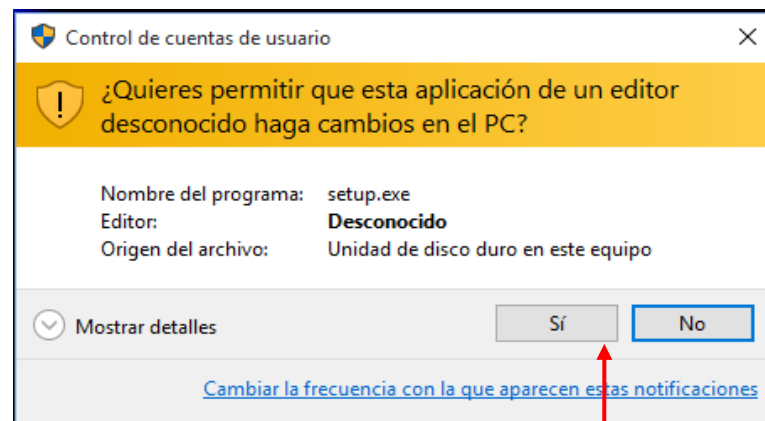 Control de cuentas de usuario
¿Quieres permitir que esta aplicación de un editor
desconocido haga cambios en el PC?
Nombre del programa: setup.exe
Editor: Desconocido
Origen del archivo: Unidad de disco duro en este equipo
Mostrar detalles Sí No
Cambiar la frecuencia con la que aparecen estas notificaciones